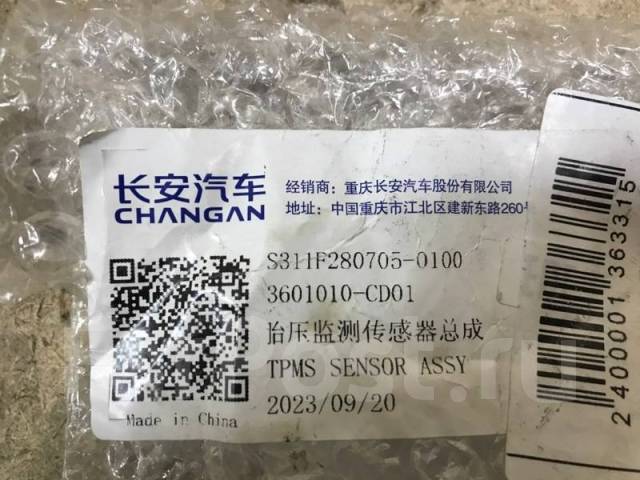 长安汽车
CHANGAN
经销商：重庆长安汽车股份有限公司
地址：中国重庆市江北区建新东路260号
S311F280705-0100
3601010-CD01
胎压监测传感器总成
TPMS SENSOR ASSY
2023/09/20
Made in China
2400001363315